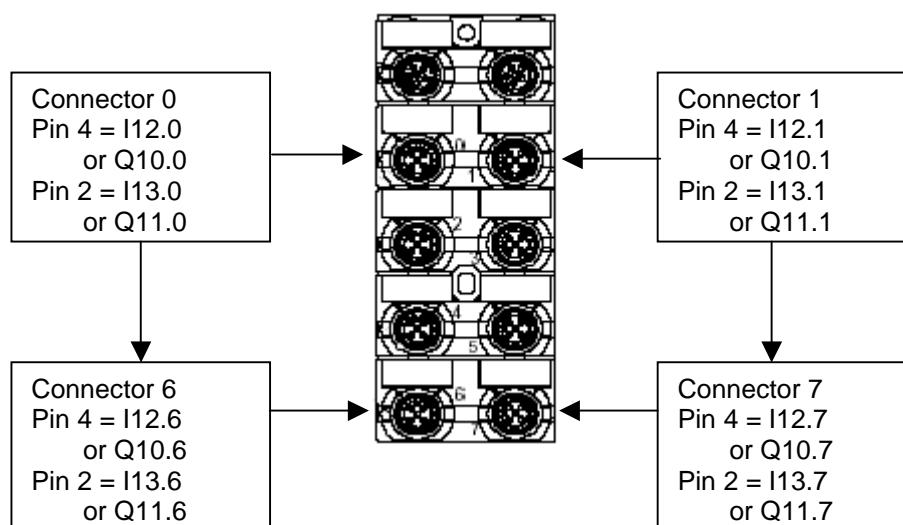 Connector 0
Pin 4 = I12.0
or Q10.0
Pin 2 = I13.0
or Q11.0
Connector 1
Pin 4 = I12.1
or Q10.1
Pin 2 = I13.1
or Q11.1
0
1
2
3
4
5
6
7
Connector 6
Pin 4 = I12.6
or Q10.6
Pin 2 = I13.6
or Q11.6
Connector 7
Pin 4 = I12.7
or Q10.7
Pin 2 = I13.7
or Q11.7